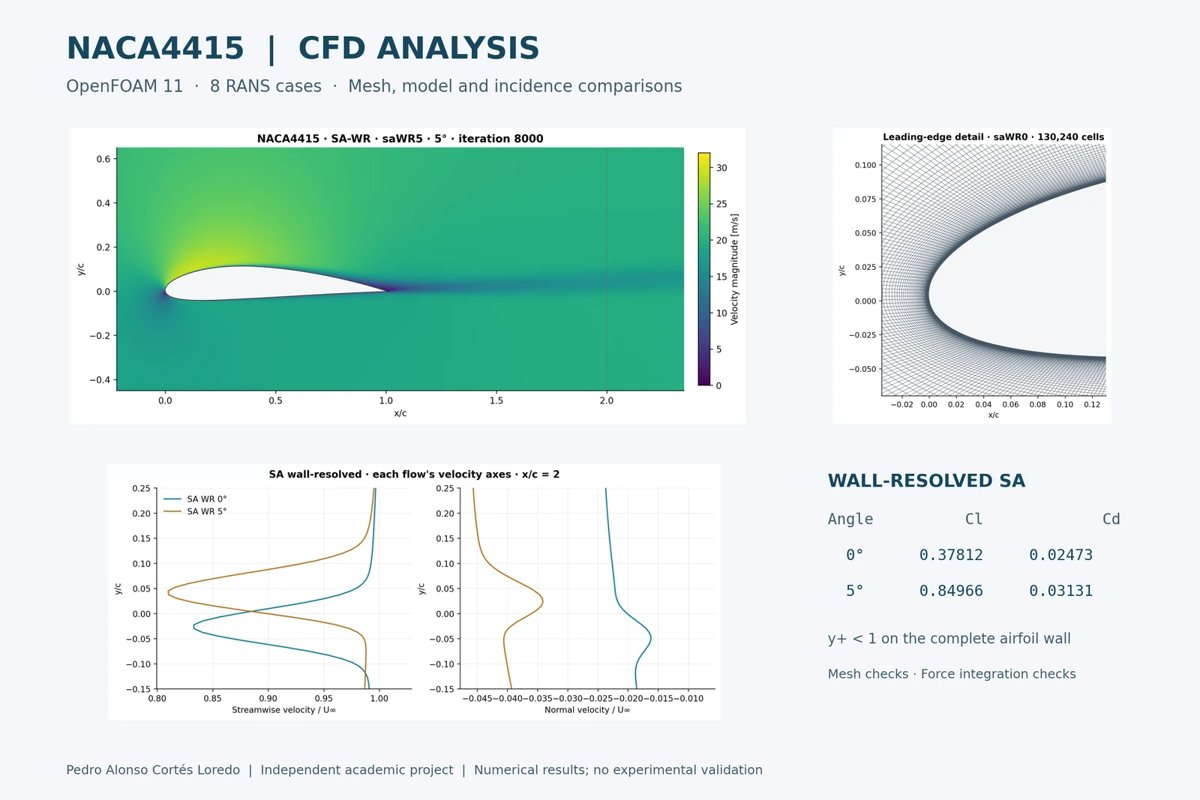 NACA4415 | CFD ANALYSIS
OpenFOAM 11 · 8 RANS cases · Mesh, model and incidence comparisons
NACA4415 · SA-WR · saWR5 · 5° · iteration 8000
0.6
0.4
0.2
0.0
−0.2
−0.4
y/c
0.0 0.5 1.0 1.5 2.0
x/c
30
25
20
15
10
5
0
Velocity magnitude [m/s]
Leading-edge detail · saWR0 · 130,240 cells
0.100
0.075
0.050
0.025
0.000
−0.025
−0.050
y/c
−0.02 0.00 0.02 0.04 0.06 0.08 0.10 0.12
x/c
SA wall-resolved · each flow's velocity axes · x/c = 2
SA WR 0°
SA WR 5°
0.25
0.20
0.15
0.10
0.05
0.00
−0.05
−0.10
−0.15
y/c
0.80 0.85 0.90 0.95 1.00
Streamwise velocity / U∞
0.25
0.20
0.15
0.10
0.05
0.00
−0.05
−0.10
−0.15
y/c
−0.045−0.040−0.035−0.030−0.025−0.020−0.015−0.010
Normal velocity / U∞
WALL-RESOLVED SA
Angle Cl Cd
0° 0.37812 0.02473
5° 0.84966 0.03131
y+ < 1 on the complete airfoil wall
Mesh checks · Force integration checks
Pedro Alonso Cortés Loredo | Independent academic project | Numerical results; no experimental validation